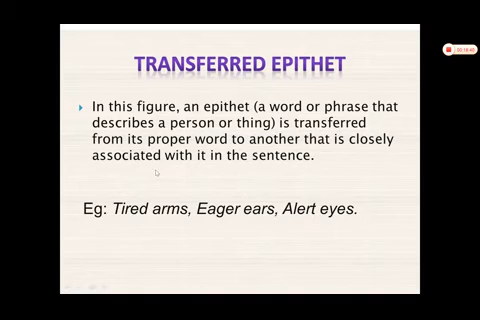 TRANSFERRED EPITHET
In this figure, an epithet (a word or phrase that
describes a person or thing) is transferred
from its proper word to another that is closely
associated with it in the sentence.
Eg: Tired arms, Eager ears, Alert eyes.